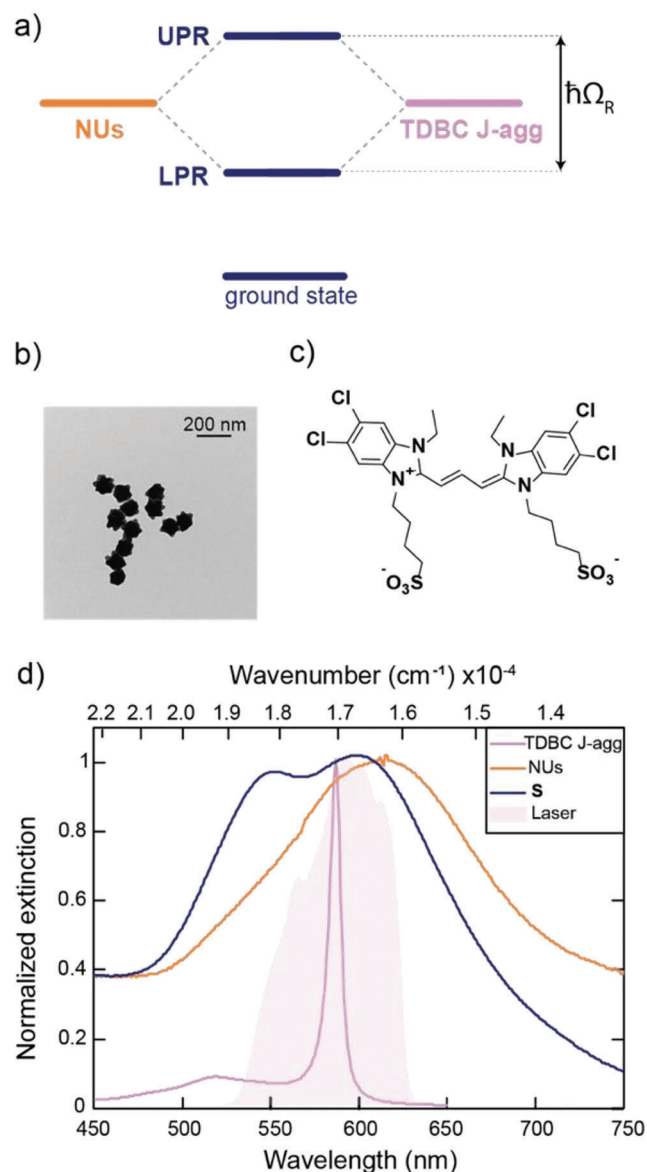 a)
UPR
NUs
TDBC J-agg
ħΩR
LPR
ground state
b)
200 nm
c)
Cl
Cl
N
N+
N
N
Cl
Cl
-O3S
SO3-
d)
Wavenumber (cm⁻¹) x10⁻⁴
2.2 2.1 2.0 1.9 1.8 1.7 1.6 1.5 1.4
TDBC J-agg
NUs
S
Laser
Normalized extinction
1
0.8
0.6
0.4
0.2
0
450 500 550 600 650 700 750
Wavelength (nm)